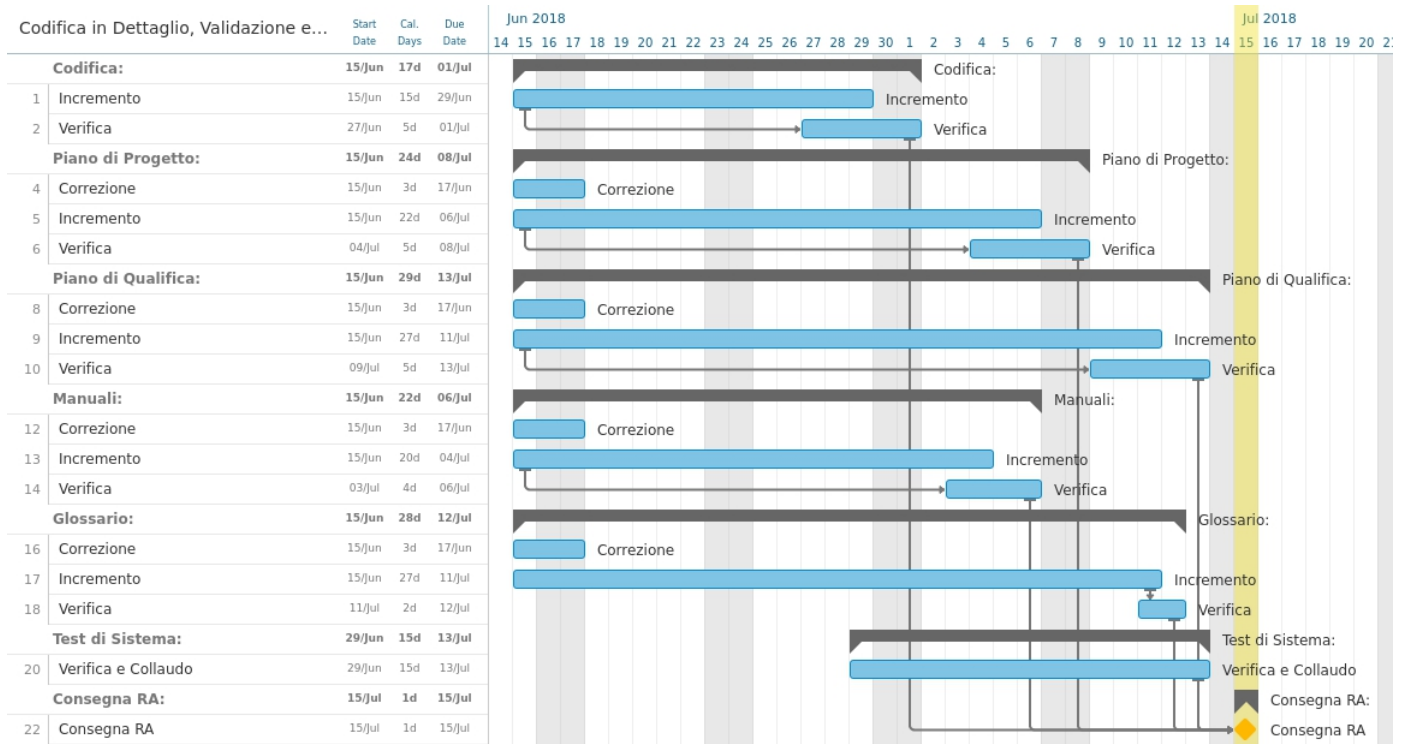 Codifica in Dettaglio, Validazione e... Start Date Cal. Days Due Date
Jun 2018 Jul 2018
14 15 16 17 18 19 20 21 22 23 24 25 26 27 28 29 30 1 2 3 4 5 6 7 8 9 10 11 12 13 14 15 16 17 18 19 20 21
Codifica: 15/Jun 17d 01/Jul Codifica:
1 Incremento 15/Jun 15d 29/Jun Incremento
2 Verifica 27/Jun 5d 01/Jul Verifica
Piano di Progetto: 15/Jun 24d 08/Jul Piano di Progetto:
4 Correzione 15/Jun 3d 17/Jun Correzione
5 Incremento 15/Jun 22d 06/Jul Incremento
6 Verifica 04/Jul 5d 08/Jul Verifica
Piano di Qualifica: 15/Jun 29d 13/Jul Piano di Qualifica:
8 Correzione 15/Jun 3d 17/Jun Correzione
9 Incremento 15/Jun 27d 11/Jul Incremento
10 Verifica 09/Jul 5d 13/Jul Verifica
Manuali: 15/Jun 22d 06/Jul Manuali:
12 Correzione 15/Jun 3d 17/Jun Correzione
13 Incremento 15/Jun 20d 04/Jul Incremento
14 Verifica 03/Jul 4d 06/Jul Verifica
Glossario: 15/Jun 28d 12/Jul Glossario:
16 Correzione 15/Jun 3d 17/Jun Correzione
17 Incremento 15/Jun 27d 11/Jul Incremento
18 Verifica 11/Jul 2d 12/Jul Verifica
Test di Sistema: 29/Jun 15d 13/Jul Test di Sistema:
20 Verifica e Collaudo 29/Jun 15d 13/Jul Verifica e Collaudo
Consegna RA: 15/Jul 1d 15/Jul Consegna RA:
22 Consegna RA 15/Jul 1d 15/Jul Consegna RA